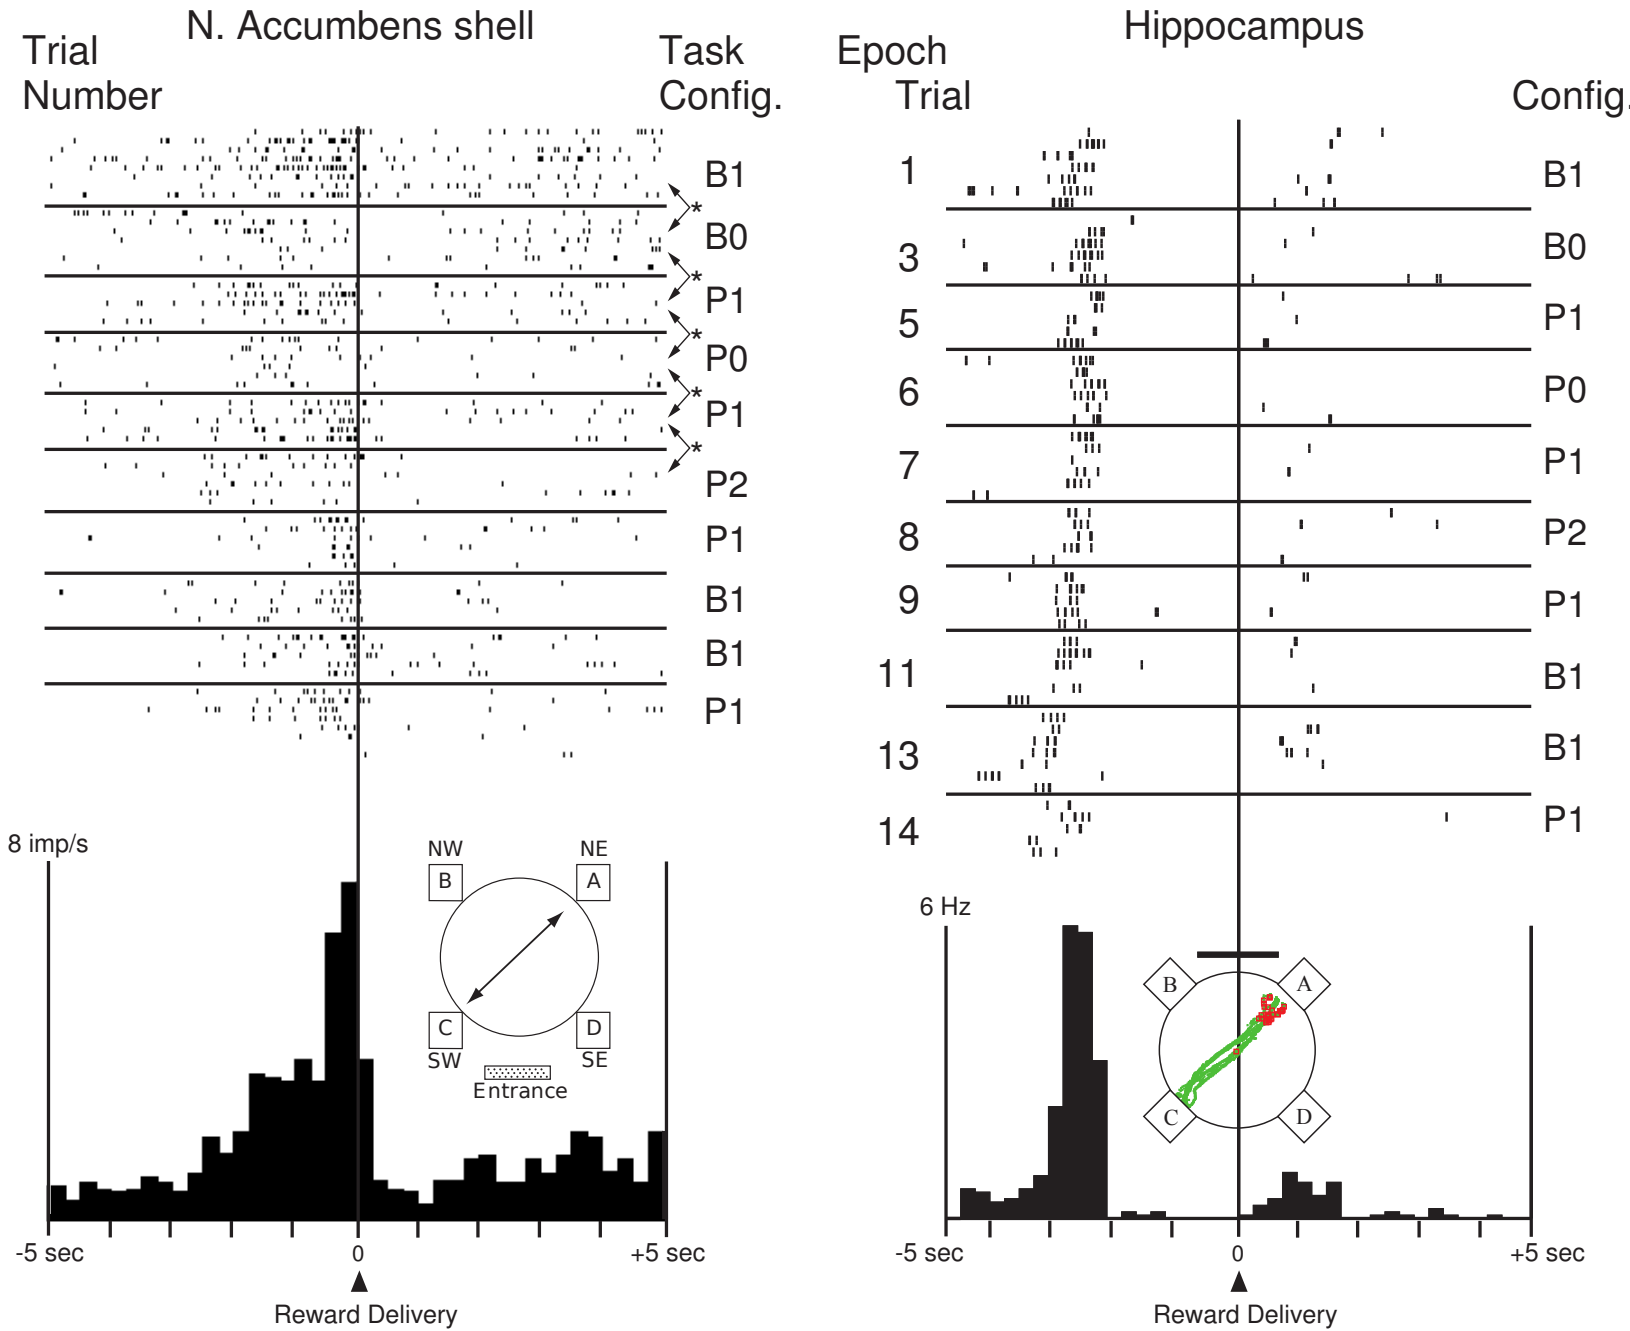 N. Accumbens shell
Trial
Number
Task
Config.
B1
*
B0
*
P1
*
P0
*
P1
*
P2
P1
B1
B1
P1
8 imp/s
NW
NE
B
A
C
D
SW
SE
Entrance
-5 sec
0
+5 sec
Reward Delivery
Hippocampus
Epoch
Trial
Config.
1
B1
3
B0
5
P1
6
P0
7
P1
8
P2
9
P1
11
B1
13
B1
14
P1
6 Hz
B
A
C
D
-5 sec
0
+5 sec
Reward Delivery